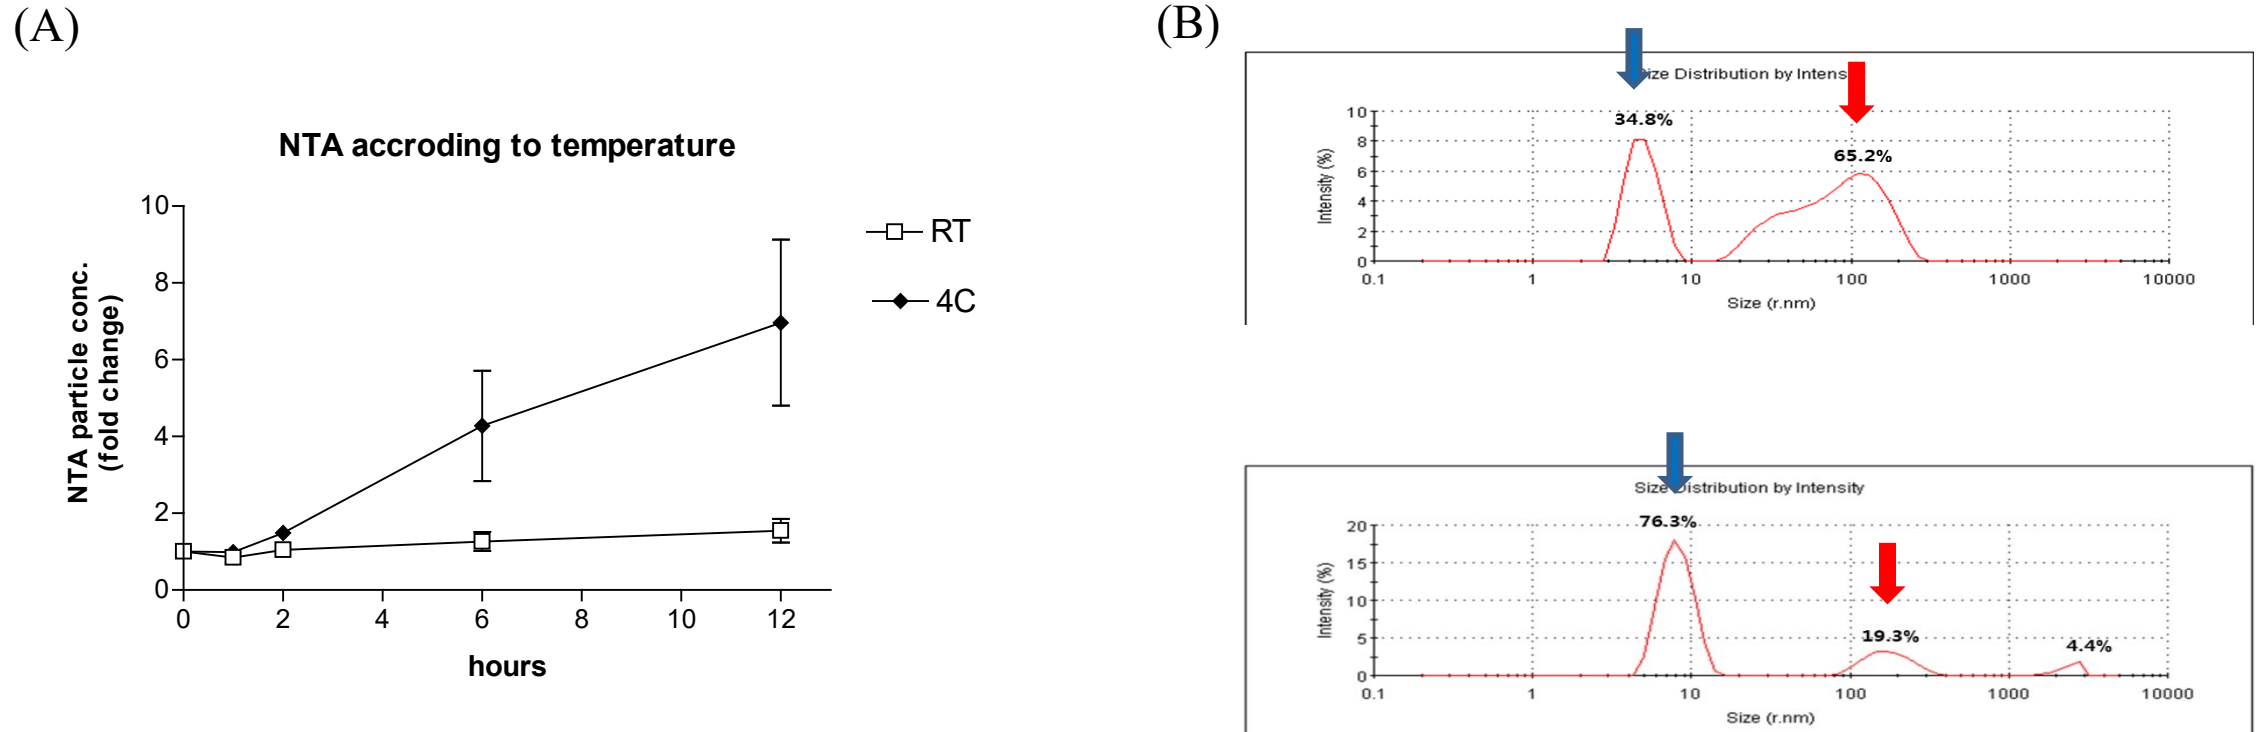 (A)
NTA accroding to temperature
10
8
6
4
2
0
NTA particle conc.
(fold change)
0 2 4 6 8 10 12
hours
RT
4C
(B)
ize Distribution by Intens
34.8%
65.2%
10
8
6
4
2
0
Intensity (%)
0.1 1 10 100 1000 10000
Size (r.nm)
Size Distribution by Intensity
76.3%
19.3%
4.4%
20
15
10
5
0
Intensity (%)
0.1 1 10 100 1000 10000
Size (r.nm)